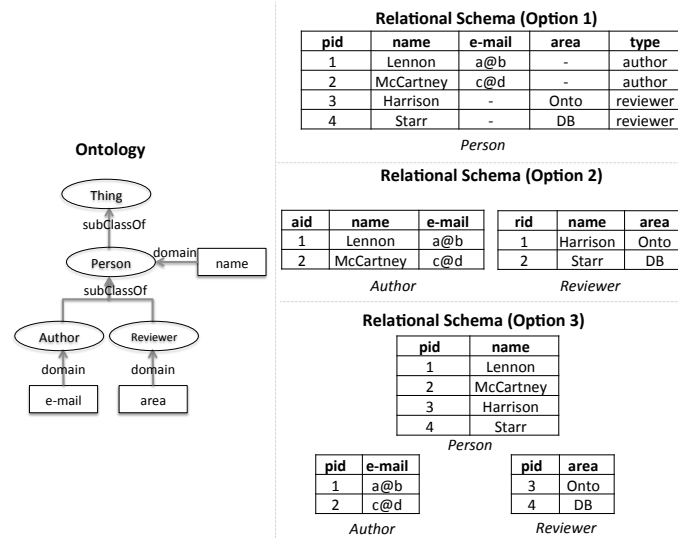 Ontology
Thing
subClassOf
Person
domain
name
subClassOf
Author
Reviewer
domain
domain
e-mail
area
Relational Schema (Option 1)
pid name e-mail area type
1 Lennon a@b - author
2 McCartney c@d - author
3 Harrison - Onto reviewer
4 Starr - DB reviewer
Person
Relational Schema (Option 2)
aid name e-mail
1 Lennon a@b
2 McCartney c@d
Author
rid name area
1 Harrison Onto
2 Starr DB
Reviewer
Relational Schema (Option 3)
pid name
1 Lennon
2 McCartney
3 Harrison
4 Starr
Person
pid e-mail
1 a@b
2 c@d
Author
pid area
3 Onto
4 DB
Reviewer